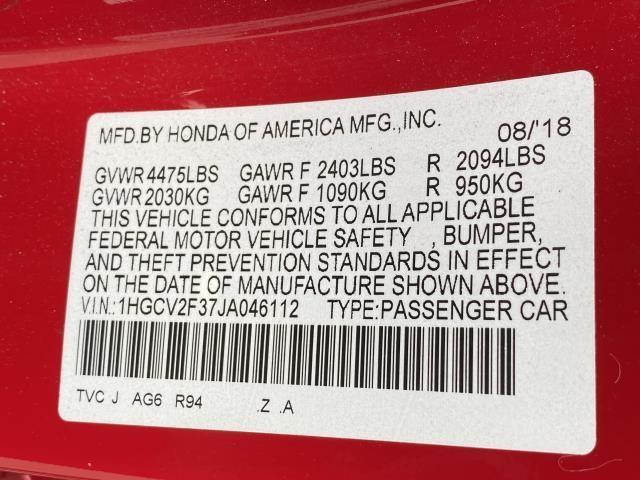 MFD.BY HONDA OF AMERICA MFG.,INC. 08/'18
GVWR 4475LBS GAWR F 2403LBS R 2094LBS
GVWR 2030KG GAWR F 1090KG R 950KG
THIS VEHICLE CONFORMS TO ALL APPLICABLE
FEDERAL MOTOR VEHICLE SAFETY , BUMPER,
AND THEFT PREVENTION STANDARDS IN EFFECT
ON THE DATE OF MANUFACTURE SHOWN ABOVE.
V.I.N.:1HGCV2F37JA046112 TYPE:PASSENGER CAR
TVC J AG6 R94 .Z .A